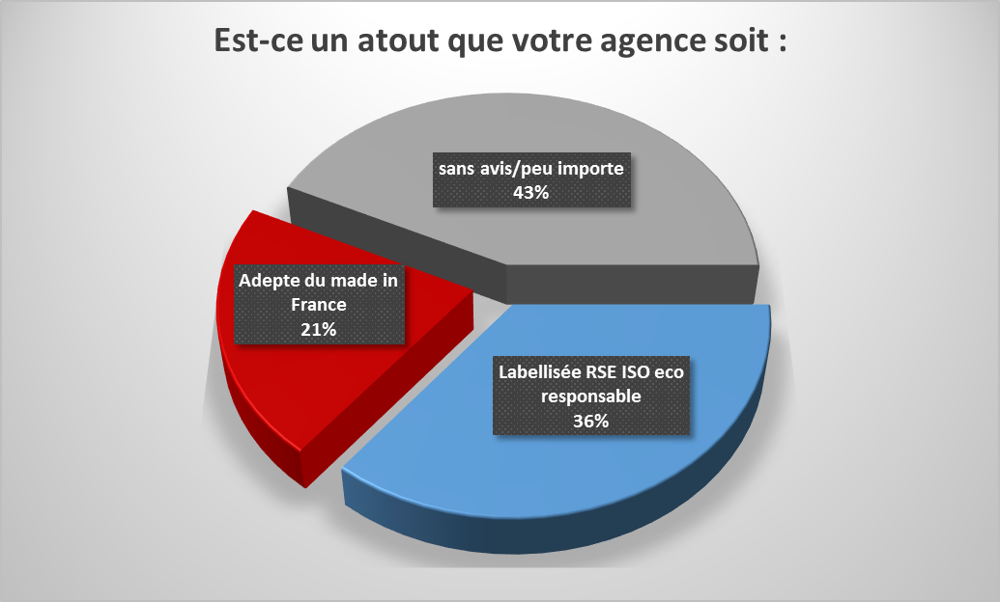 Est-ce un atout que votre agence soit :
sans avis/peu importe
43%
Adepte du made in
France
21%
Labellisée RSE ISO eco
responsable
36%